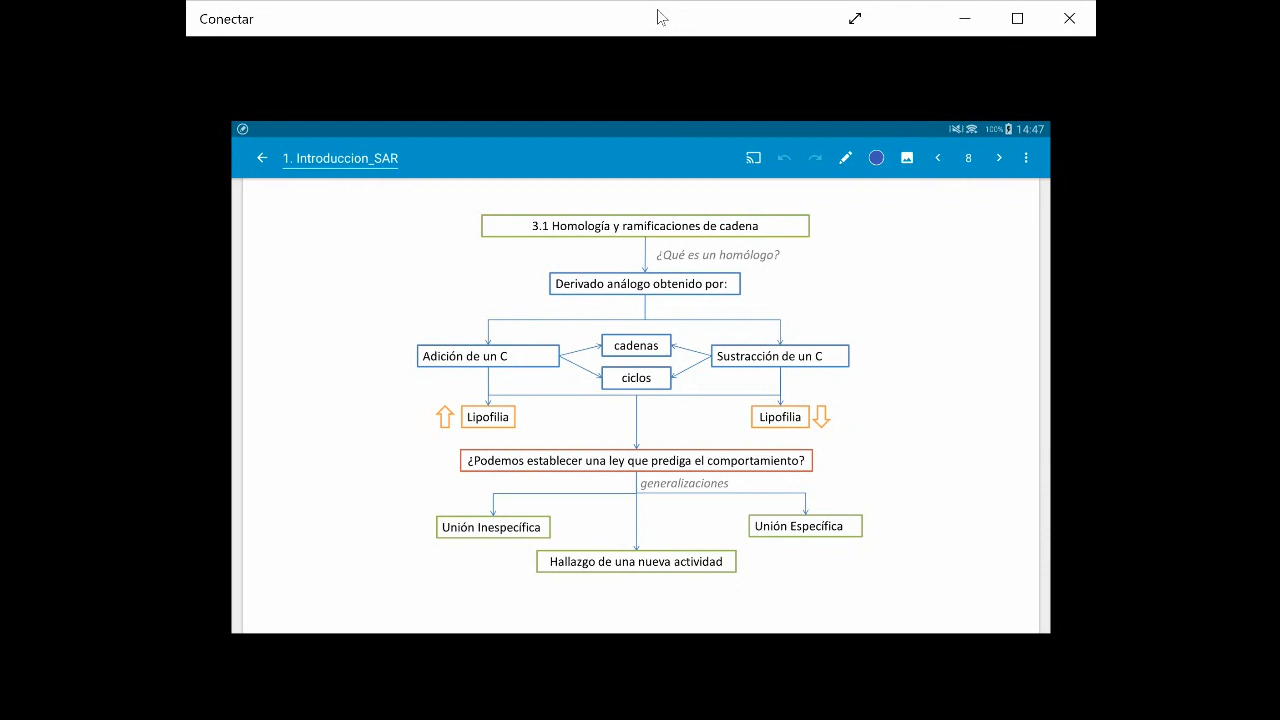 Conectar
100% 14:47
1. Introduccion_SAR
8
3.1 Homología y ramificaciones de cadena
¿Qué es un homólogo?
Derivado análogo obtenido por:
cadenas
Adición de un C
Sustracción de un C
ciclos
Lipofilia
Lipofilia
¿Podemos establecer una ley que prediga el comportamiento?
generalizaciones
Unión Inespecífica
Unión Específica
Hallazgo de una nueva actividad